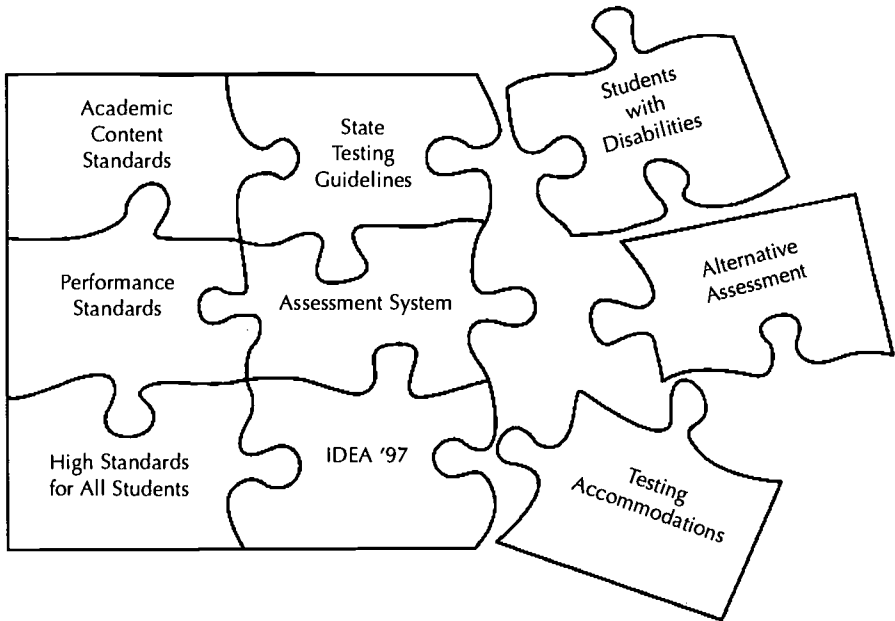 Academic
Content
Standards
State
Testing
Guidelines
Students
with
Disabilities
Performance
Standards
Assessment System
Alternative
Assessment
High Standards
for All Students
IDEA '97
Testing
Accommodations